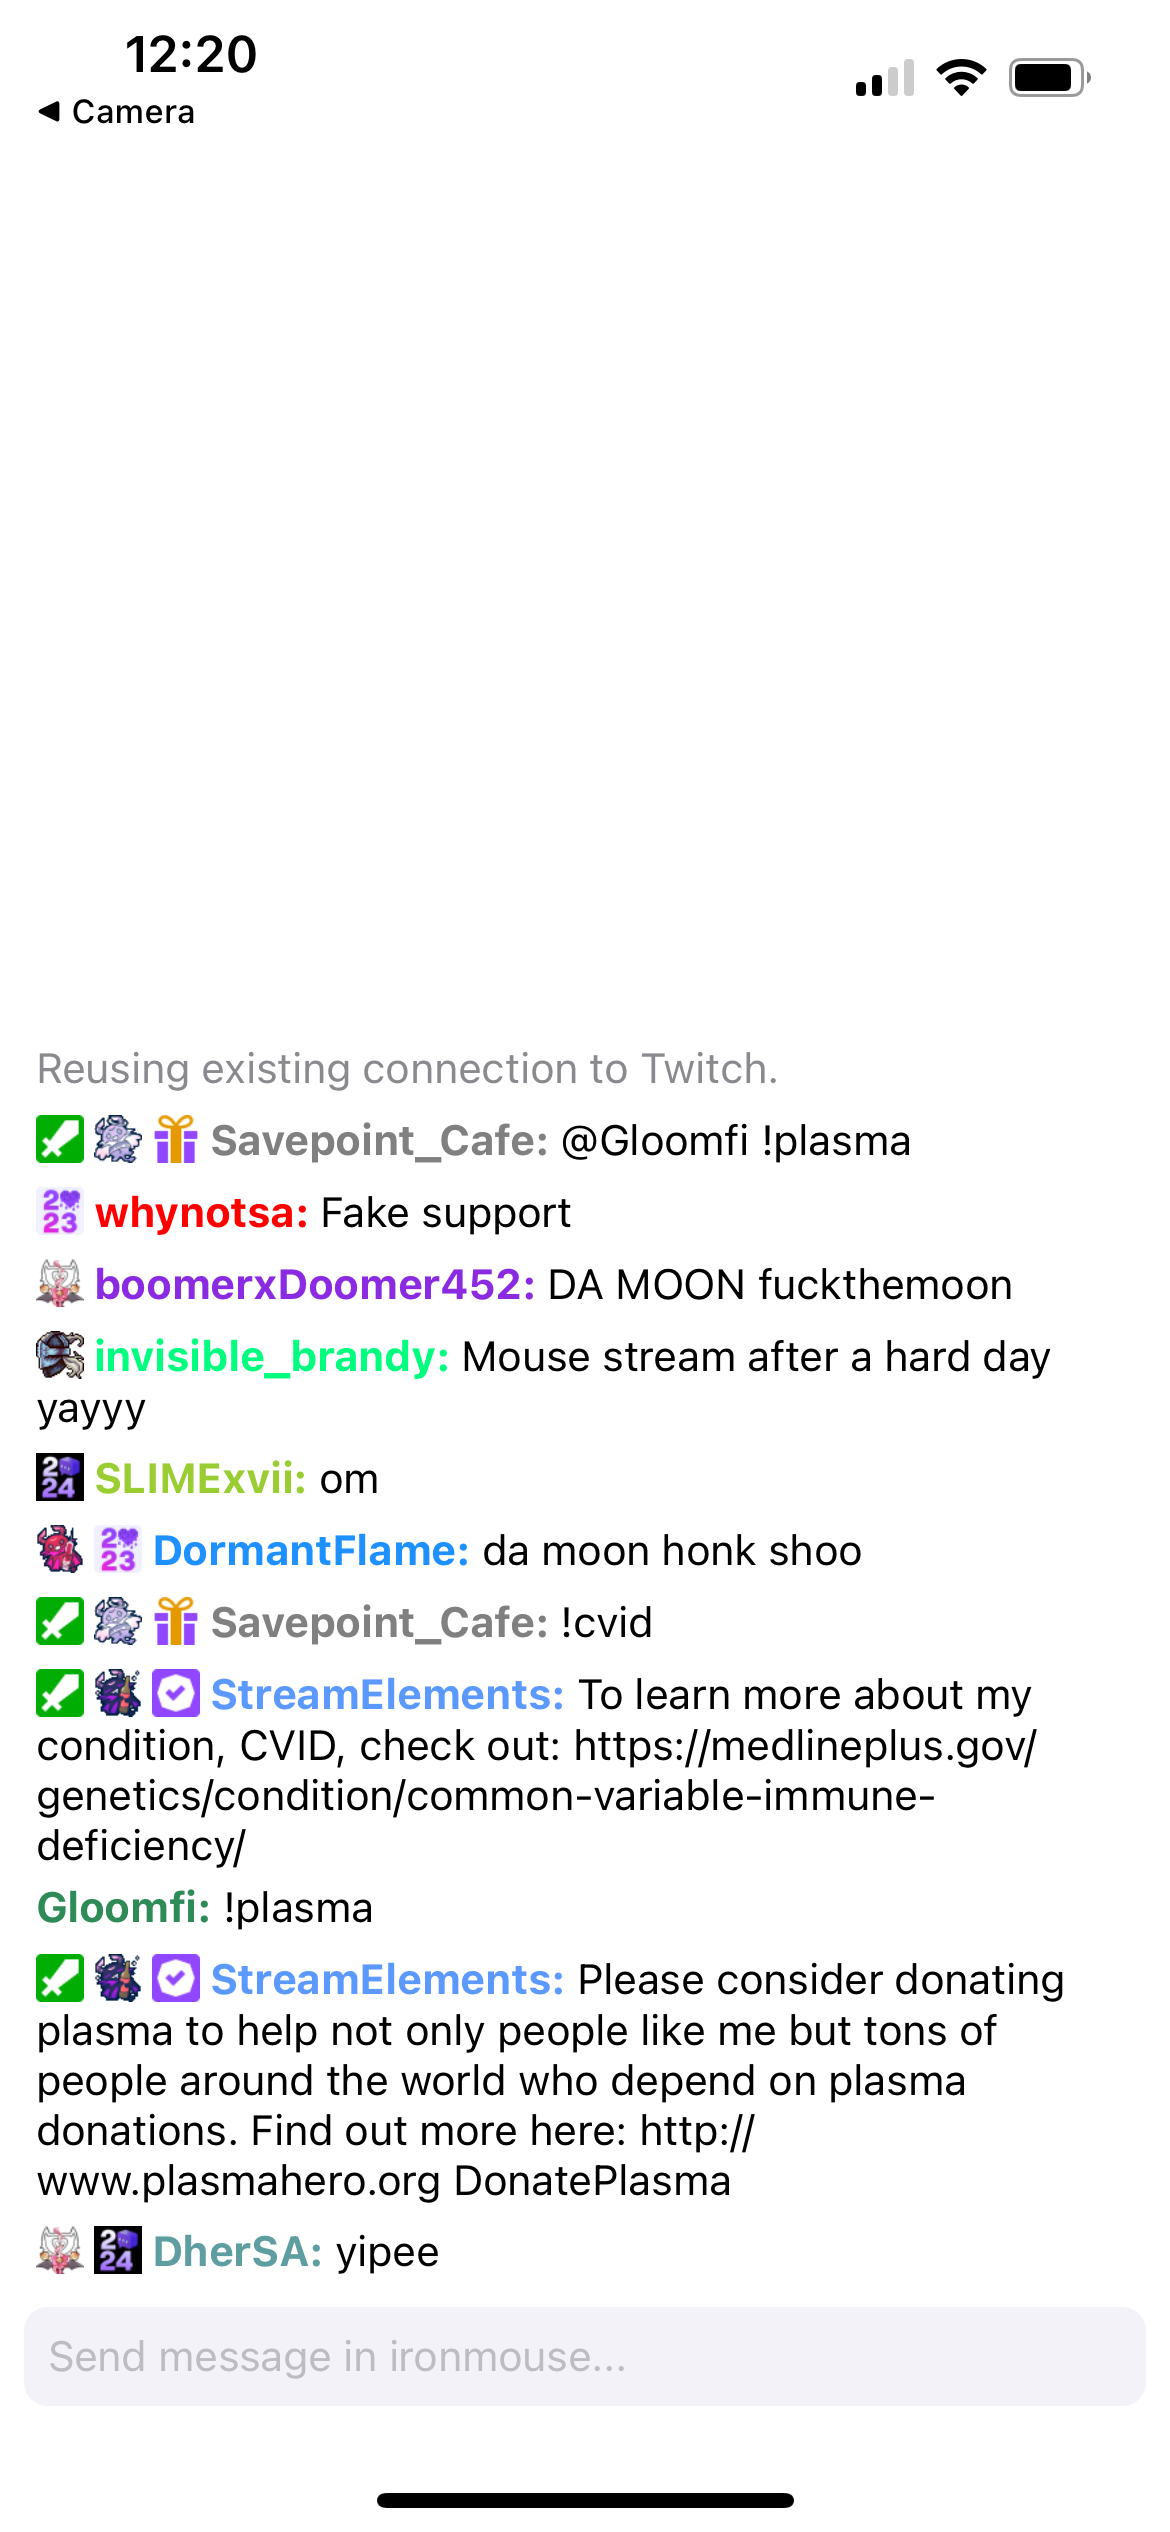 12:20
◀ Camera
Reusing existing connection to Twitch.
Savepoint_Cafe: @Gloomfi !plasma
2023 whynotsa: Fake support
boomerxDoomer452: DA MOON fuckthemoon
invisible_brandy: Mouse stream after a hard day
yayyy
2024 SLIMExvii: om
2023 DormantFlame: da moon honk shoo
Savepoint_Cafe: !cvid
StreamElements: To learn more about my
condition, CVID, check out: https://medlineplus.gov/
genetics/condition/common-variable-immune-
deficiency/
Gloomfi: !plasma
StreamElements: Please consider donating
plasma to help not only people like me but tons of
people around the world who depend on plasma
donations. Find out more here: http://
www.plasmahero.org DonatePlasma
2024 DherSA: yipee
Send message in ironmouse...